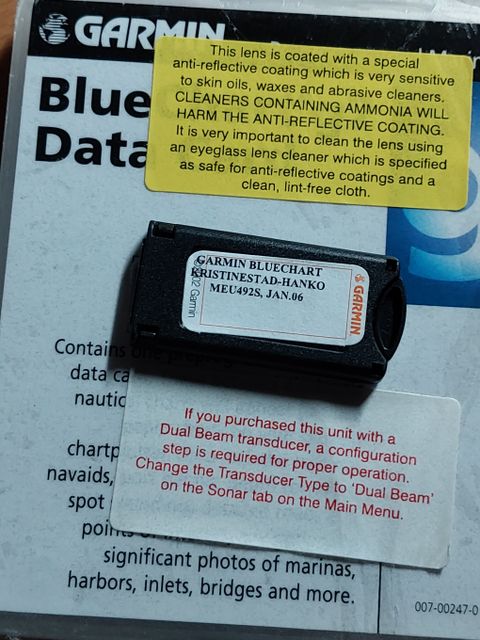 GARMIN
Blue
Data
This lens is coated with a special
anti-reflective coating which is very sensitive
to skin oils, waxes and abrasive cleaners.
CLEANERS CONTAINING AMMONIA WILL
HARM THE ANTI-REFLECTIVE COATING.
It is very important to clean the lens using
an eyeglass lens cleaner which is specified
as safe for anti-reflective coatings and a
clean, lint-free cloth.
GARMIN BLUECHART
KRISTINESTAD-HANKO
MEU492S, JAN.06
GARMIN
Garmin
Contains one
data ca
nautic
chartp
navaids,
spot
points
significant photos of marinas,
harbors, inlets, bridges and more.
If you purchased this unit with a
Dual Beam transducer, a configuration
step is required for proper operation.
Change the Transducer Type to 'Dual Beam'
on the Sonar tab on the Main Menu.
007-00247-0